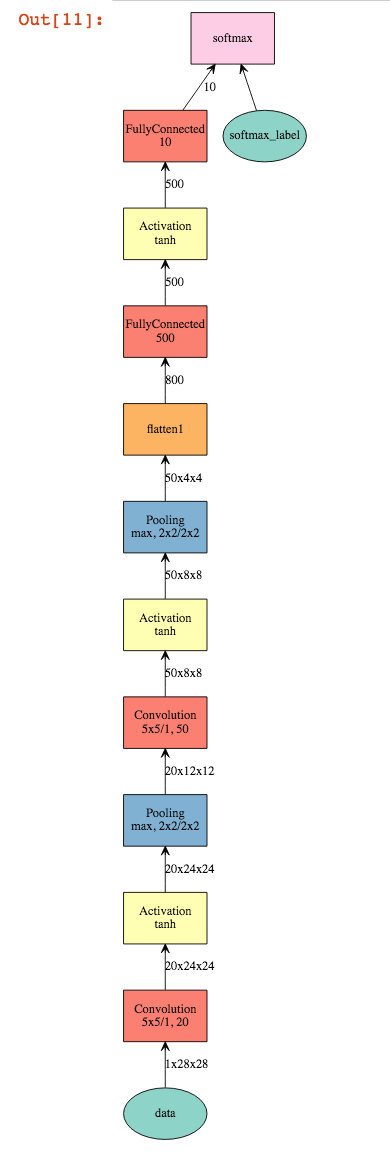 Out[11]:
softmax
10
FullyConnected
10
softmax_label
500
Activation
tanh
500
FullyConnected
500
800
flatten1
50x4x4
Pooling
max, 2x2/2x2
50x8x8
Activation
tanh
50x8x8
Convolution
5x5/1, 50
20x12x12
Pooling
max, 2x2/2x2
20x24x24
Activation
tanh
20x24x24
Convolution
5x5/1, 20
1x28x28
data